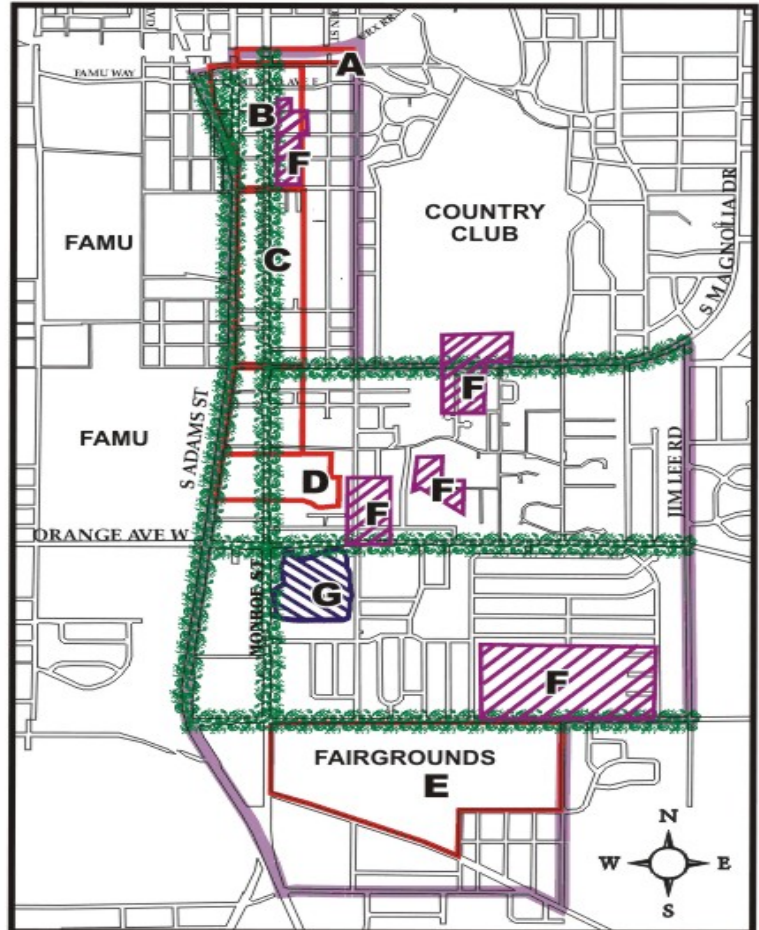 FAMU WAY
A
B
F
COUNTRY
CLUB
FAMU
C
S MAGNOLIA DR
F
FAMU
S ADAMS ST
D
F
F
JIM LEE RD
ORANGE AVE W
G
MONROE ST
F
FAIRGROUNDS
E
N
W
E
S